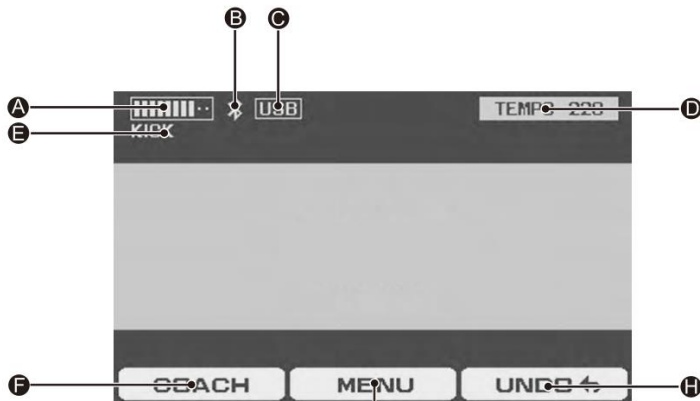 B C
A USB TEMPO 220 D
E KICK
F COACH MENU UNDO H